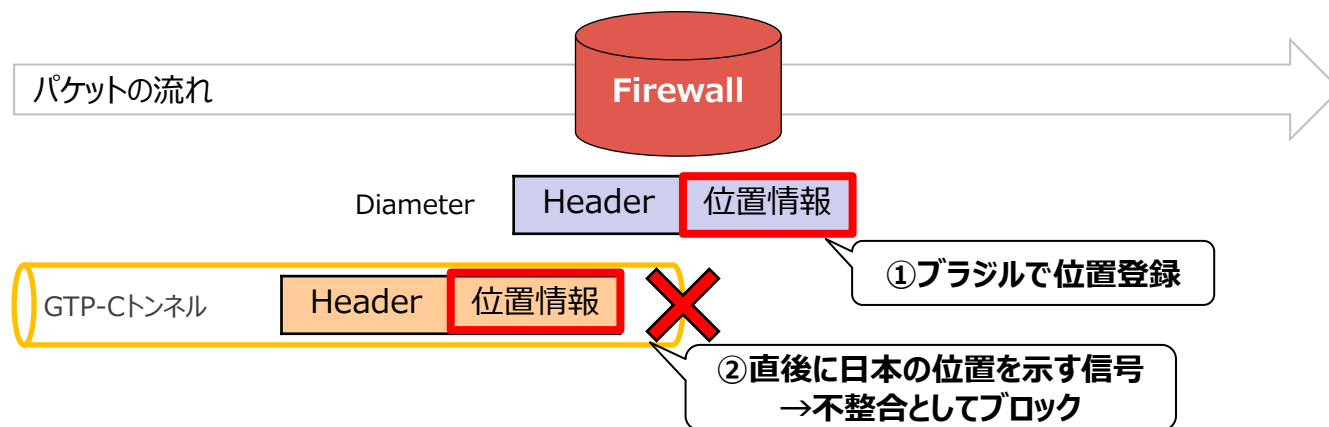 パケットの流れ
Firewall
Diameter
Header
位置情報
①ブラジルで位置登録
GTP-Cトンネル
Header
位置情報
②直後に日本の位置を示す信号
→不整合としてブロック